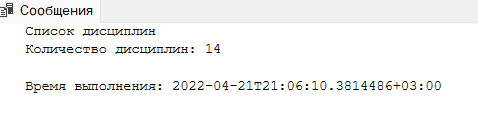 Сообщения
Список дисциплин
Количество дисциплин: 14
Время выполнения: 2022-04-21T21:06:10.3814486+03:00